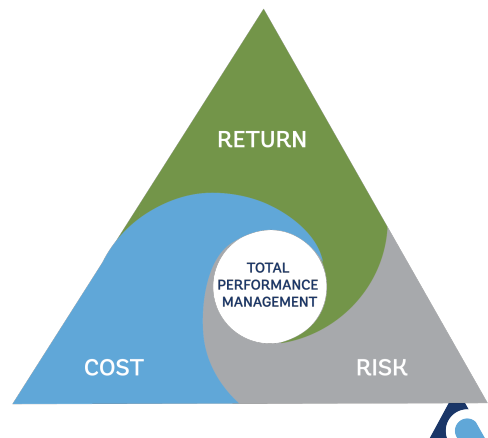 RETURN
TOTAL
PERFORMANCE
MANAGEMENT
COST
RISK